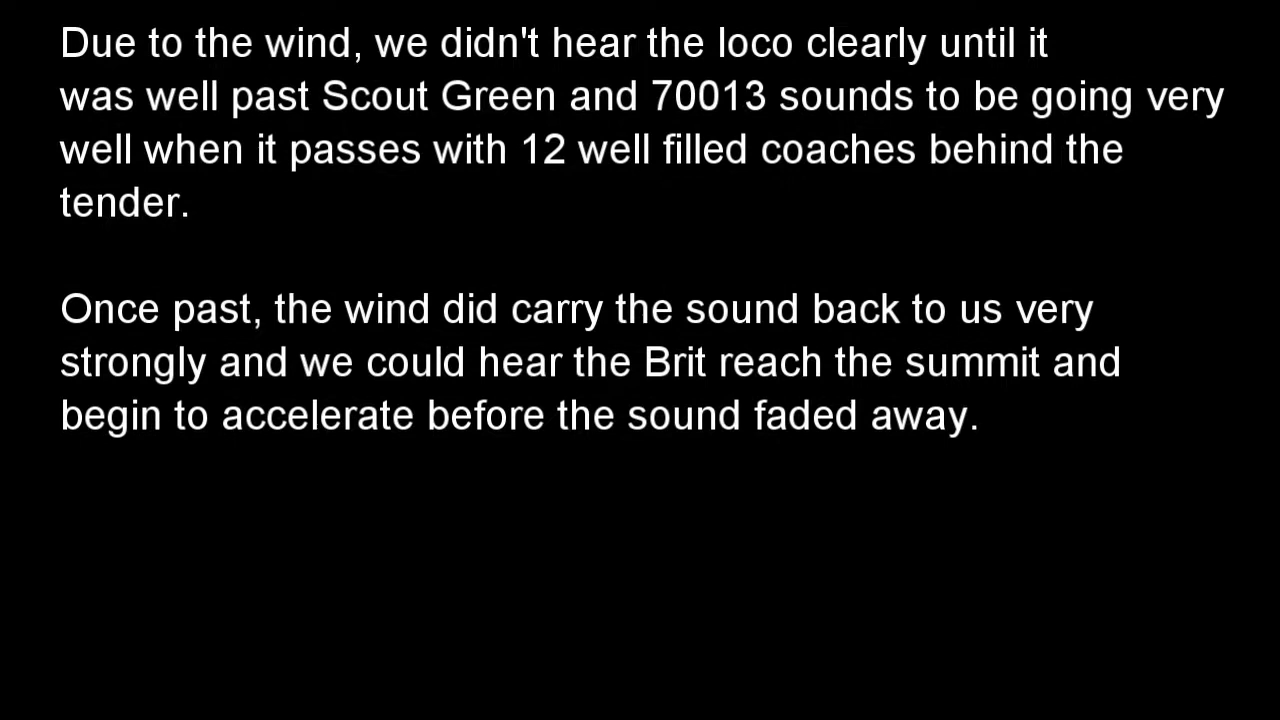 Due to the wind, we didn't hear the loco clearly until it
was well past Scout Green and 70013 sounds to be going very
well when it passes with 12 well filled coaches behind the
tender.
Once past, the wind did carry the sound back to us very
strongly and we could hear the Brit reach the summit and
begin to accelerate before the sound faded away.